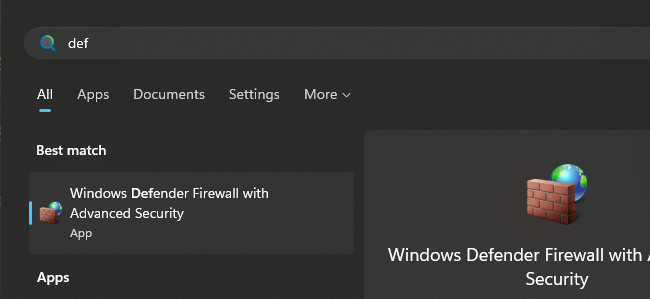 def
All Apps Documents Settings More
Best match
Windows Defender Firewall with
Advanced Security
App
Windows Defender Firewall with
Security
Apps